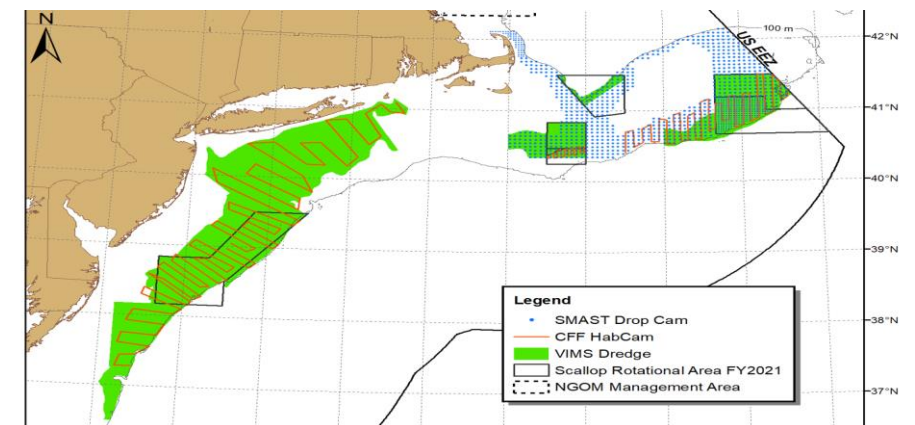 N
100 m
US EEZ
42°N
41°N
40°N
39°N
38°N
37°N
Legend
SMAST Drop Cam
CFF HabCam
VIMS Dredge
Scallop Rotational Area FY2021
NGOM Management Area